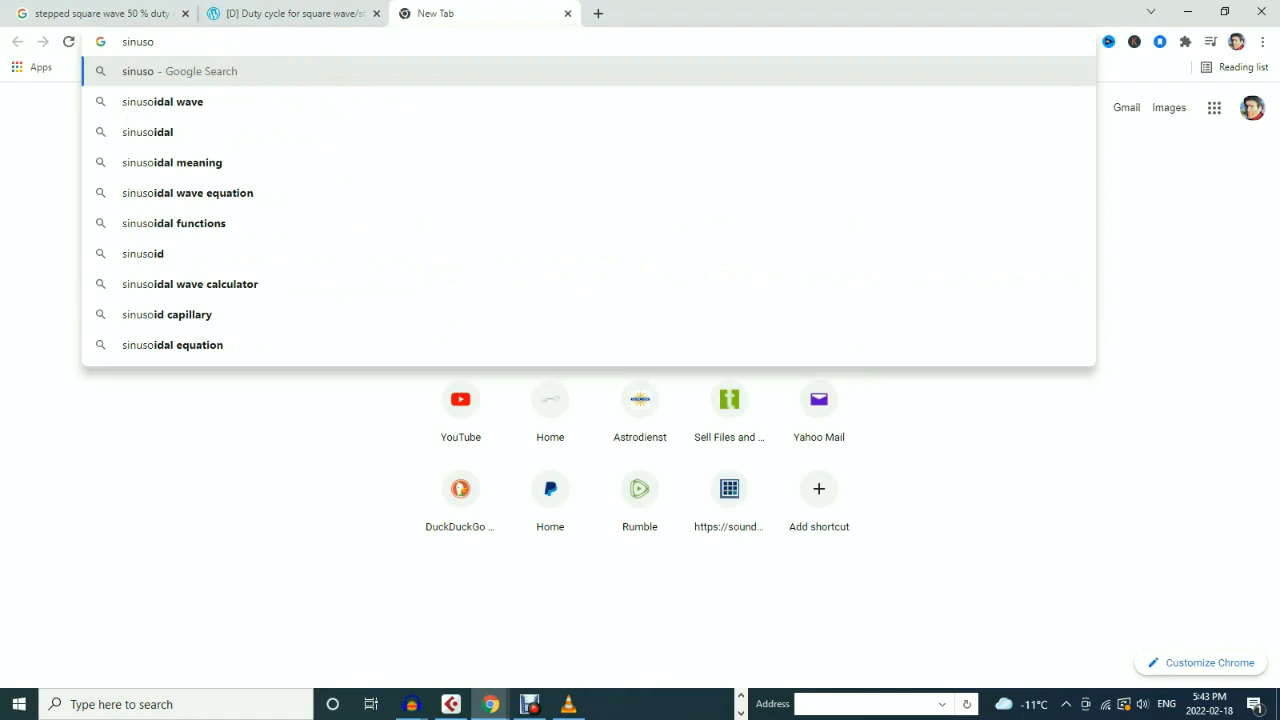 stepped square wave 50 % duty
[D] Duty cycle for square wave/s
New Tab
sinuso
Apps
Reading list
sinuso - Google Search
sinusoidal wave
sinusoidal
sinusoidal meaning
sinusoidal wave equation
sinusoidal functions
sinusoid
sinusoidal wave calculator
sinusoid capillary
sinusoidal equation
Gmail Images
YouTube
Home
Astrodienst
Sell Files and ...
Yahoo Mail
DuckDuckGo ...
Home
Rumble
https://sound...
Add shortcut
Customize Chrome
Type here to search
Address
-11°C
ENG
5:43 PM
2022-02-18